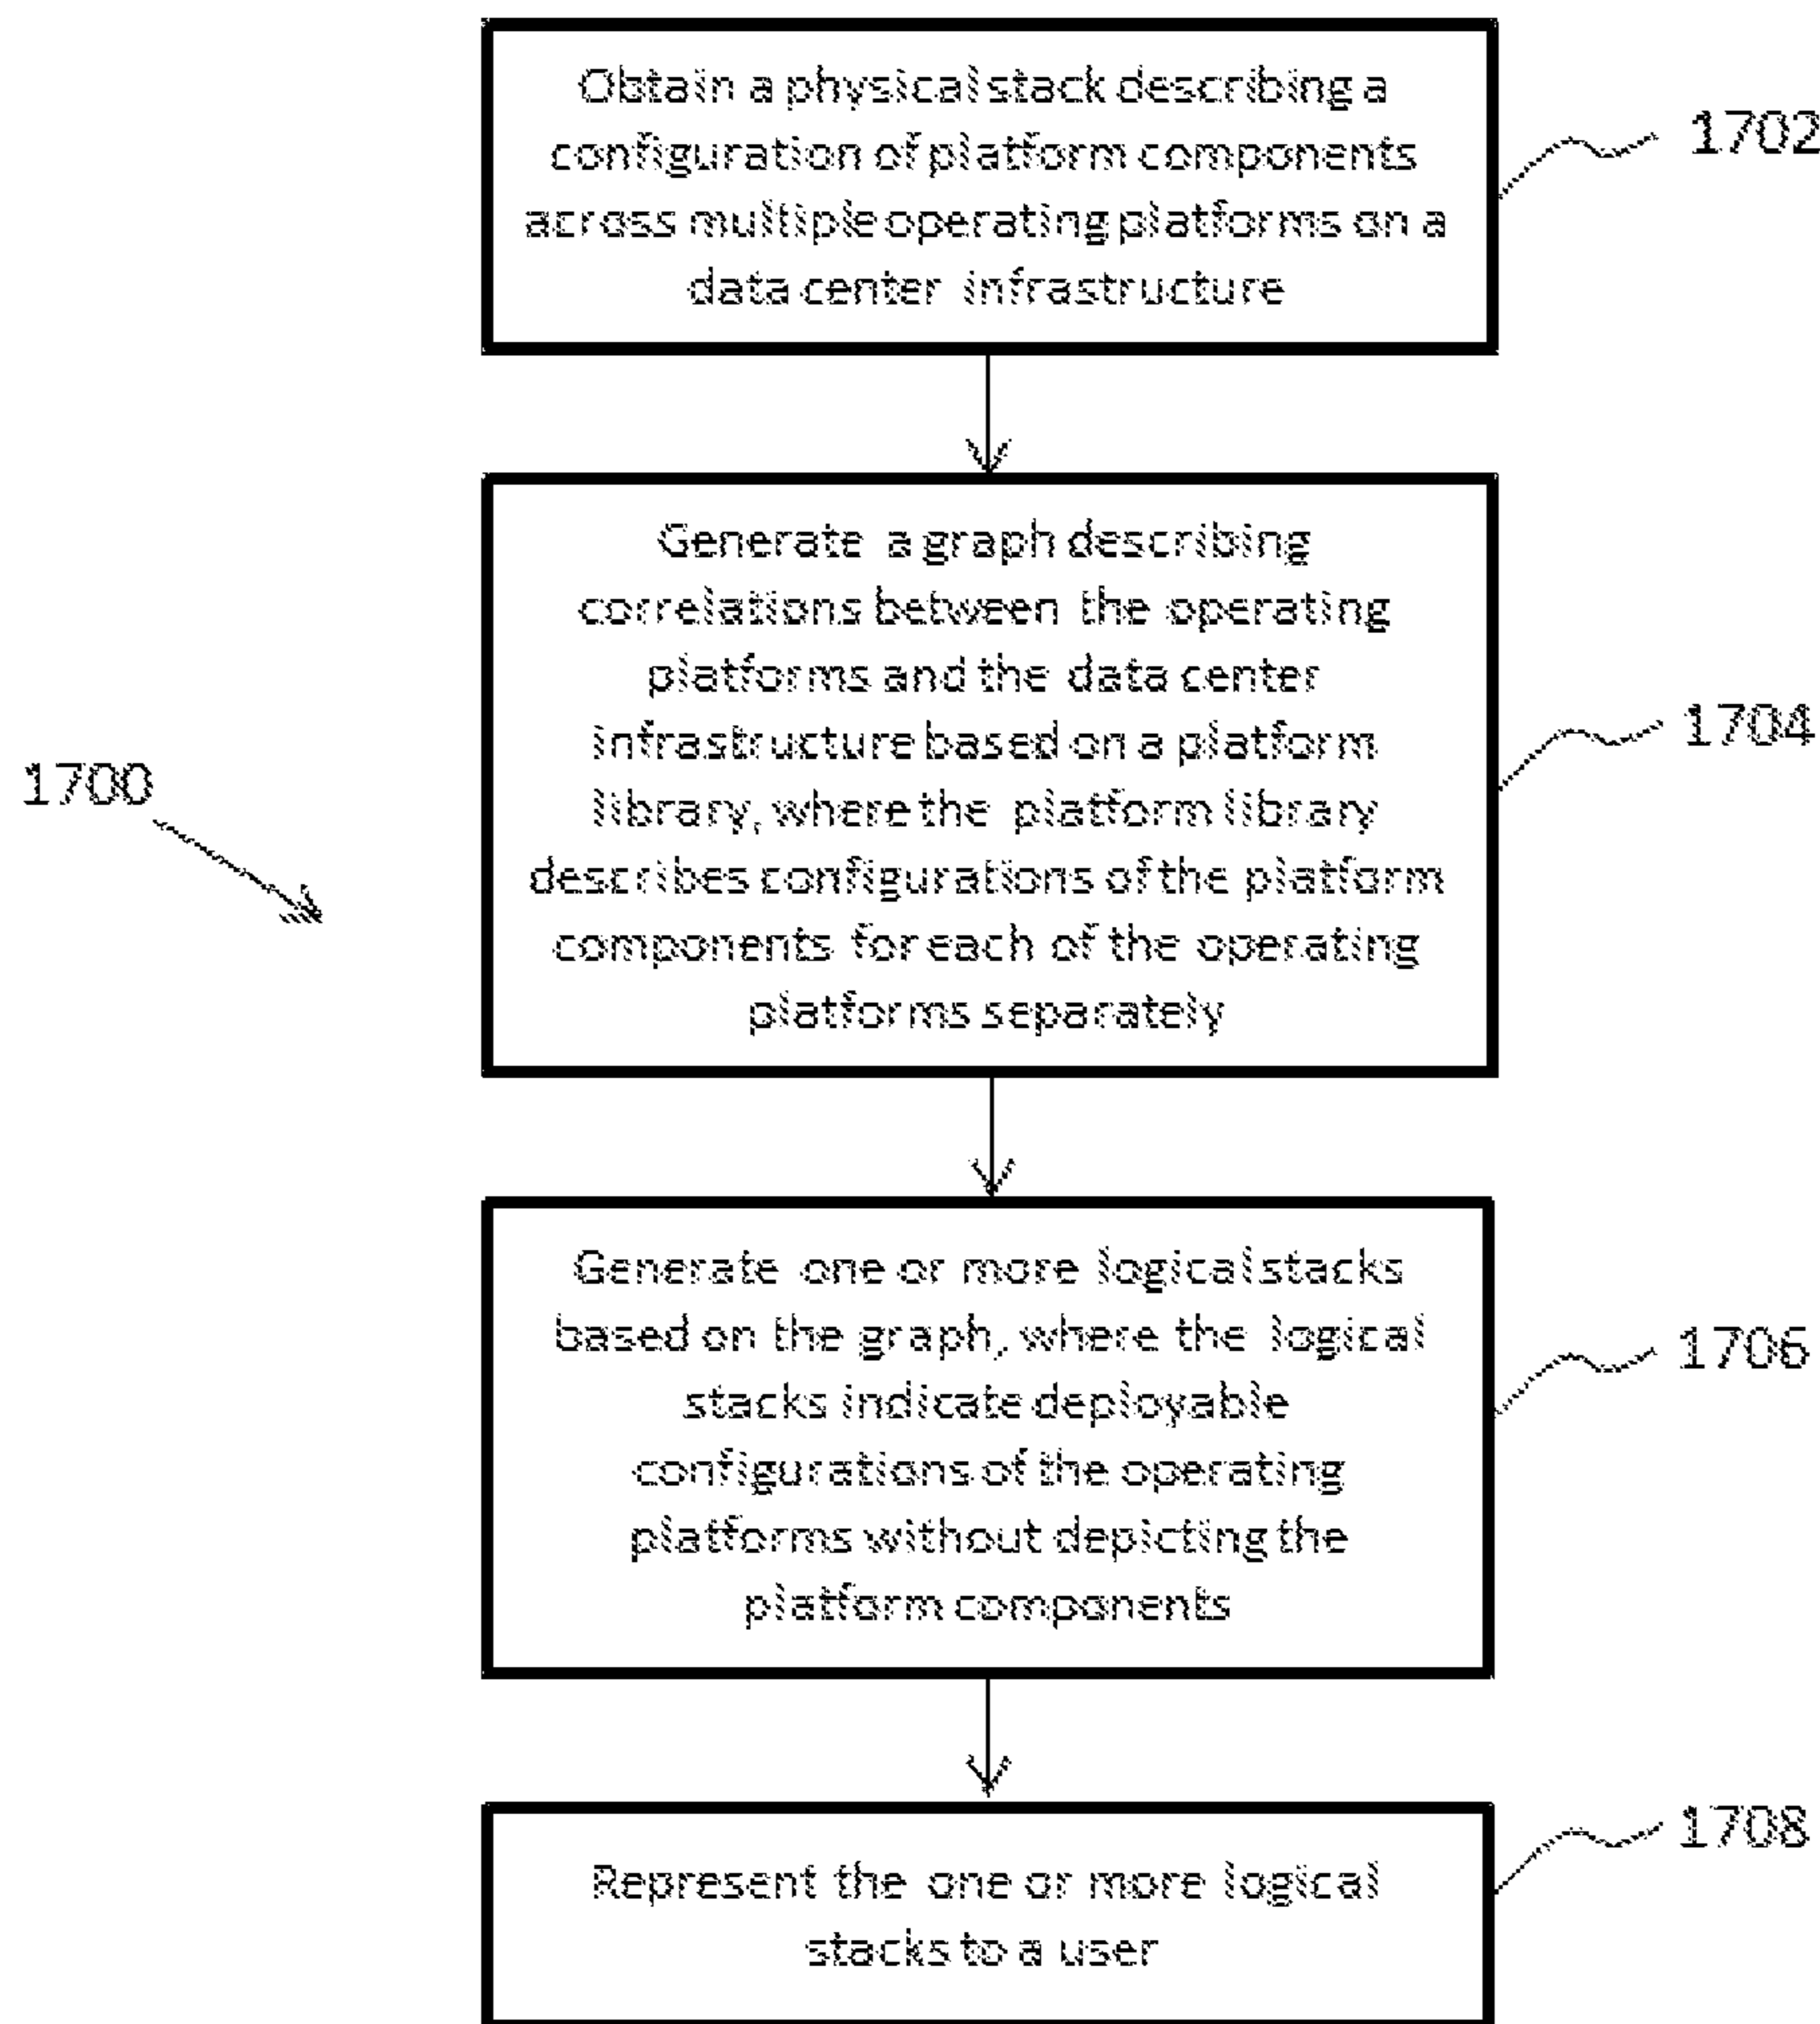 Obtain a physical stack describing a
configuration of platform components
across multiple operating platforms on a
data center infrastructure
1702
Generate a graph describing
correlations between the operating
platforms and the data center
infrastructure based on a platform
library, where the platform library
describes configurations of the platform
components for each of the operating
platforms separately
1704
1700
Generate one or more logical stacks
based on the graph, where the logical
stacks indicate deployable
configurations of the operating
platforms without depicting the
platform components
1706
Represent the one or more logical
stacks to a user
1708